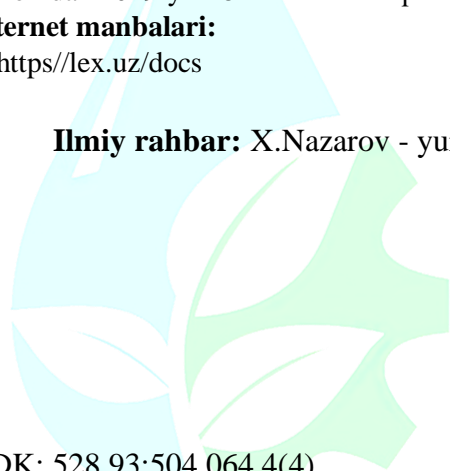 ternet manbalari:
https//lex.uz/docs
Ilmiy rahbar: X.Nazarov - yu
DK: 528.93:504.064.4(4)